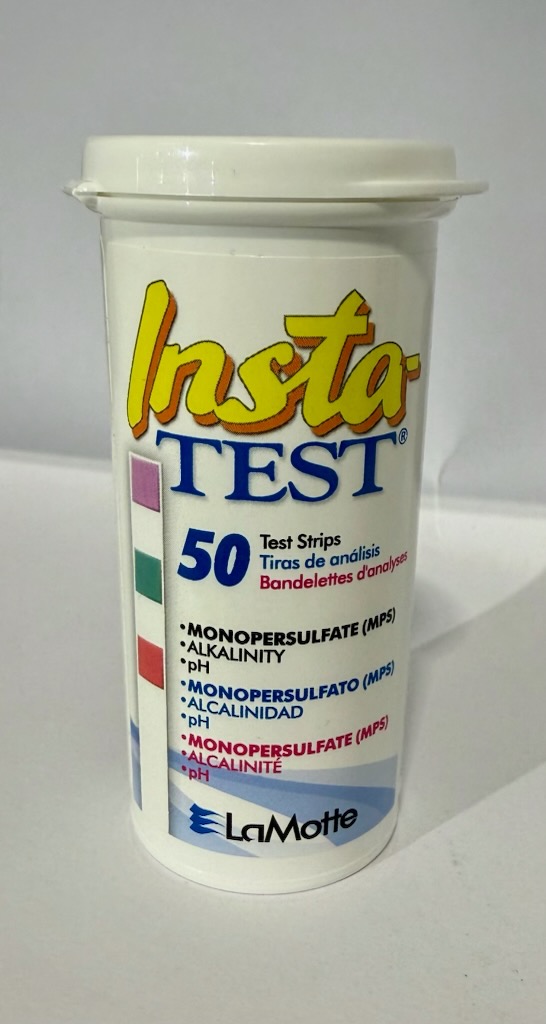 Insta-
TEST®
50 Test Strips
Tiras de análisis
Bandelettes d'analyses
•MONOPERSULFATE (MPS)
•ALKALINITY
•pH
•MONOPERSULFATO (MPS)
•ALCALINIDAD
•pH
•MONOPERSULFATE (MPS)
•ALCALINITÉ
•pH
LaMotte